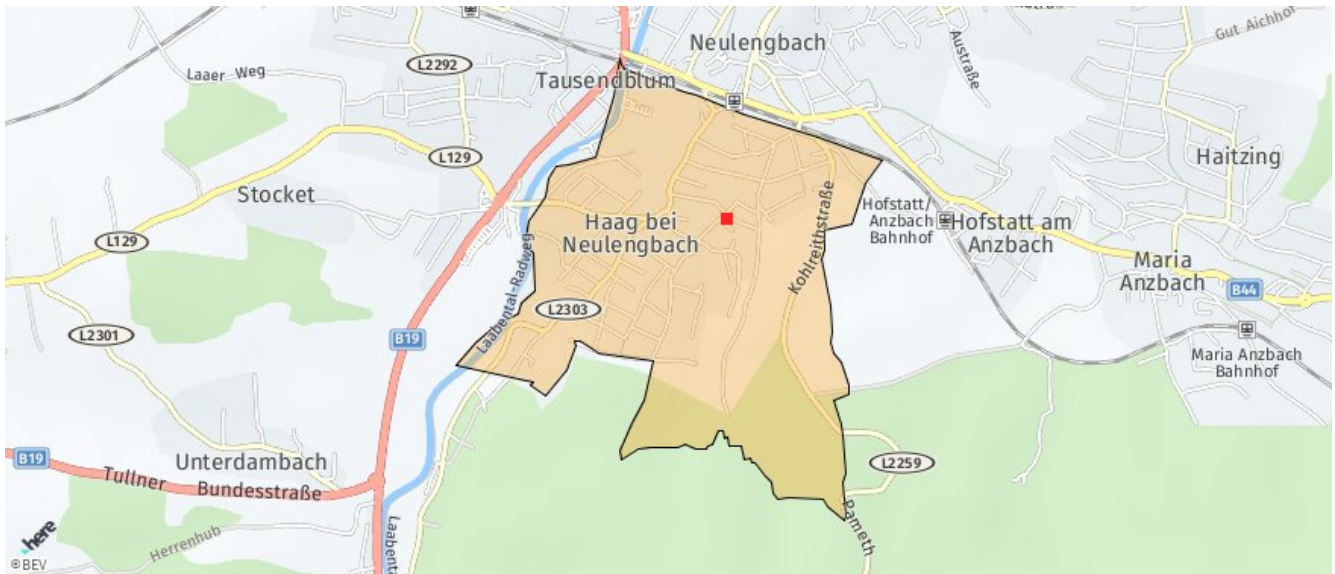 Gut Aichhof
Neulengbach
Austraße
L2292
Laaer Weg
Tausendblum
L129
Haitzing
Stocket
Haag bei
Neulengbach
Hofstatt/
Anzbach
Bahnhof
Hofstatt am
Anzbach
Kohlreithstraße
L129
Laabental-Radweg
Maria
Anzbach
B44
L2303
L2301
B19
Maria Anzbach
Bahnhof
B19
Unterdambach
Tullner
Bundesstraße
L2259
Rameth
Herrenhub
here
©BEV